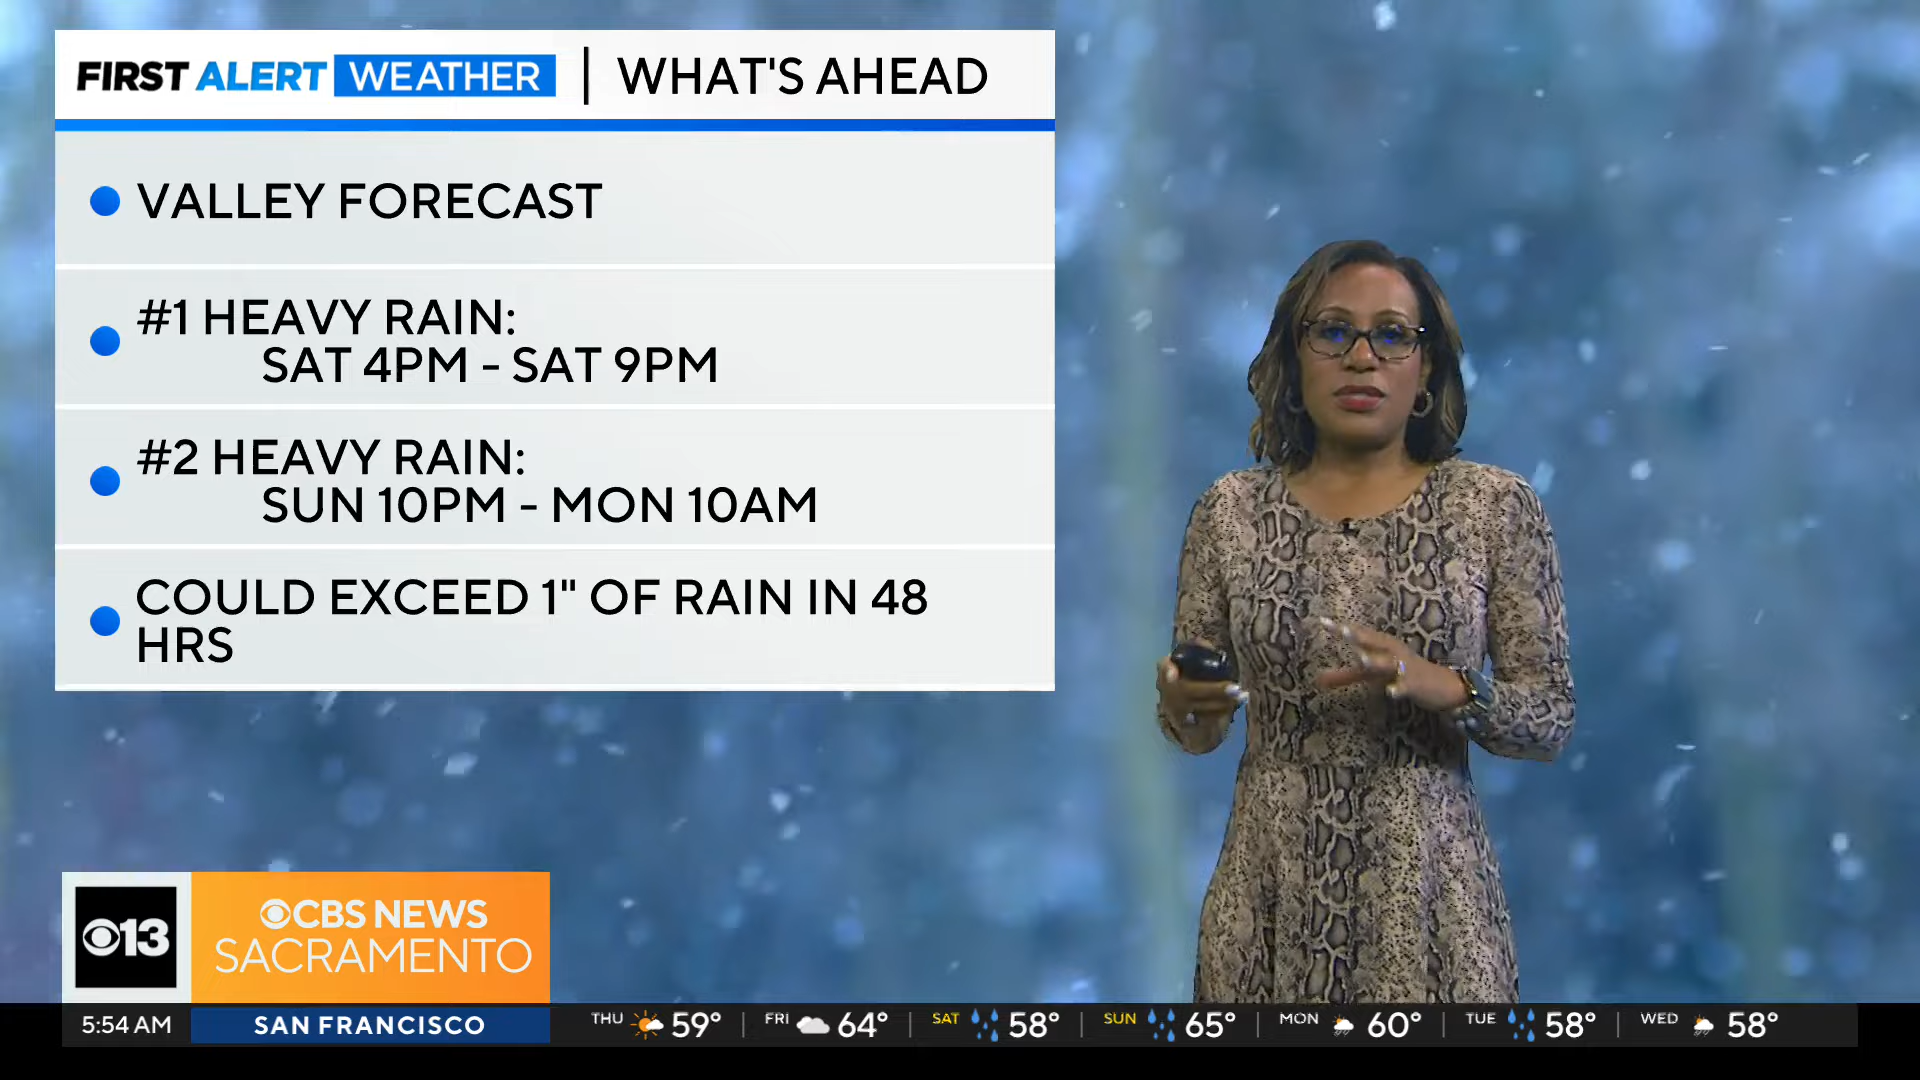 FIRST ALERT WEATHER | WHAT'S AHEAD
VALLEY FORECAST
#1 HEAVY RAIN:
SAT 4PM - SAT 9PM
#2 HEAVY RAIN:
SUN 10PM - MON 10AM
COULD EXCEED 1" OF RAIN IN 48
HRS
13
CBS NEWS
SACRAMENTO
5:54 AM
SAN FRANCISCO
THU 59° | FRI 64° | SAT 58° | SUN 65° | MON 60° | TUE 58° | WED 58°